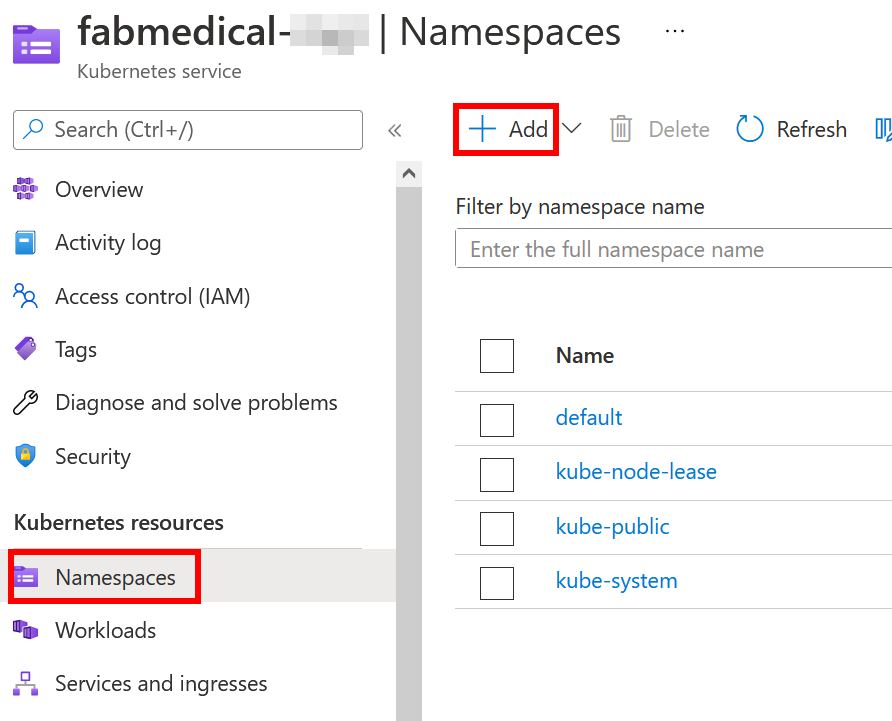 fabmedical- | Namespaces ...
Kubernetes service
Search (Ctrl+/)
«
Overview
Activity log
Access control (IAM)
Tags
Diagnose and solve problems
Security
Kubernetes resources
Namespaces
Workloads
Services and ingresses
Add
Delete
Refresh
Filter by namespace name
Enter the full namespace name
Name
default
kube-node-lease
kube-public
kube-system